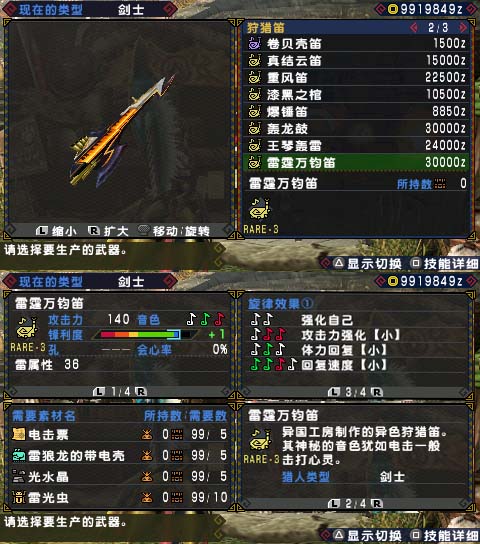 现在的类型 剑士
9919849z
狩猎笛 2/3
卷贝壳笛 1500z
真结云笛 15000z
重风笛 22500z
漆黑之棺 10500z
爆锤笛 8850z
轰龙鼓 30000z
王琴轰雷 24000z
雷霆万钧笛 30000z
L 缩小 R 扩大 移动/旋转
雷霆万钧笛 所持数 0
RARE-3
请选择要生产的武器。
△显示切换 □技能详细
现在的类型 剑士
9919849z
雷霆万钧笛
攻击力 140 音色
锋利度 +1
RARE-3 孔 --- 会心率 0%
雷属性 36
L 1/4 R
旋律效果①
强化自己
攻击力强化【小】
体力回复【小】
回复速度【小】
L 3/4 R
需要素材名 所持数 需要数
电击票 0 99/ 5
雷狼龙的带电壳 0 99/ 5
光水晶 0 99/ 5
雷光虫 0 99/10
雷霆万钧笛
异国工房制作的异色狩猎笛。
其神秘的音色犹如电击一般
击打心灵。
RARE-3
猎人类型 剑士
L 2/4 R
请选择要生产的武器。
△显示切换 □技能详细